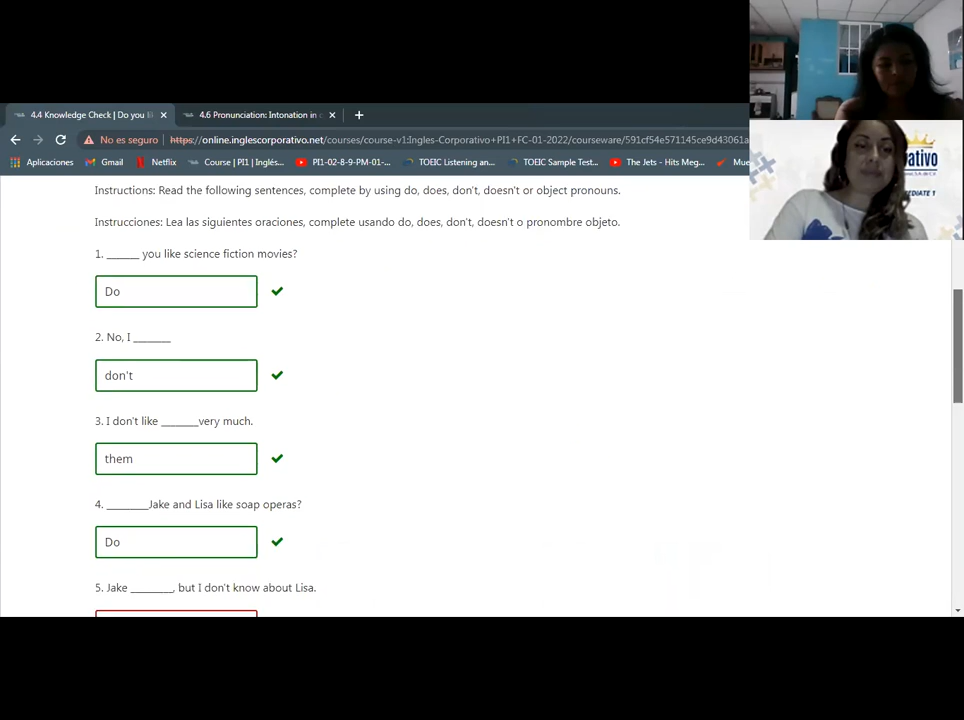 4.4 Knowledge Check | Do you
4.6 Pronunciation: Intonation in
No es seguro
https://online.inglescorporativo.net/courses/course-v1:Ingles-Corporativo+PI1+FC-01-2022/courseware/591cf54e571145ce9d43061a
Aplicaciones
Gmail
Netflix
Course | PI1 | Inglés...
PI1-02-8-9-PM-01-...
TOEIC Listening an...
TOEIC Sample Test...
The Jets - Hits Meg...
Mue
Instructions: Read the following sentences, complete by using do, does, don't, doesn't or object pronouns.
Instrucciones: Lea las siguientes oraciones, complete usando do, does, don't, doesn't o pronombre objeto.
1. ______ you like science fiction movies?
Do
2. No, I _______
don't
3. I don't like _______very much.
them
4. ________Jake and Lisa like soap operas?
Do
5. Jake ________, but I don't know about Lisa.